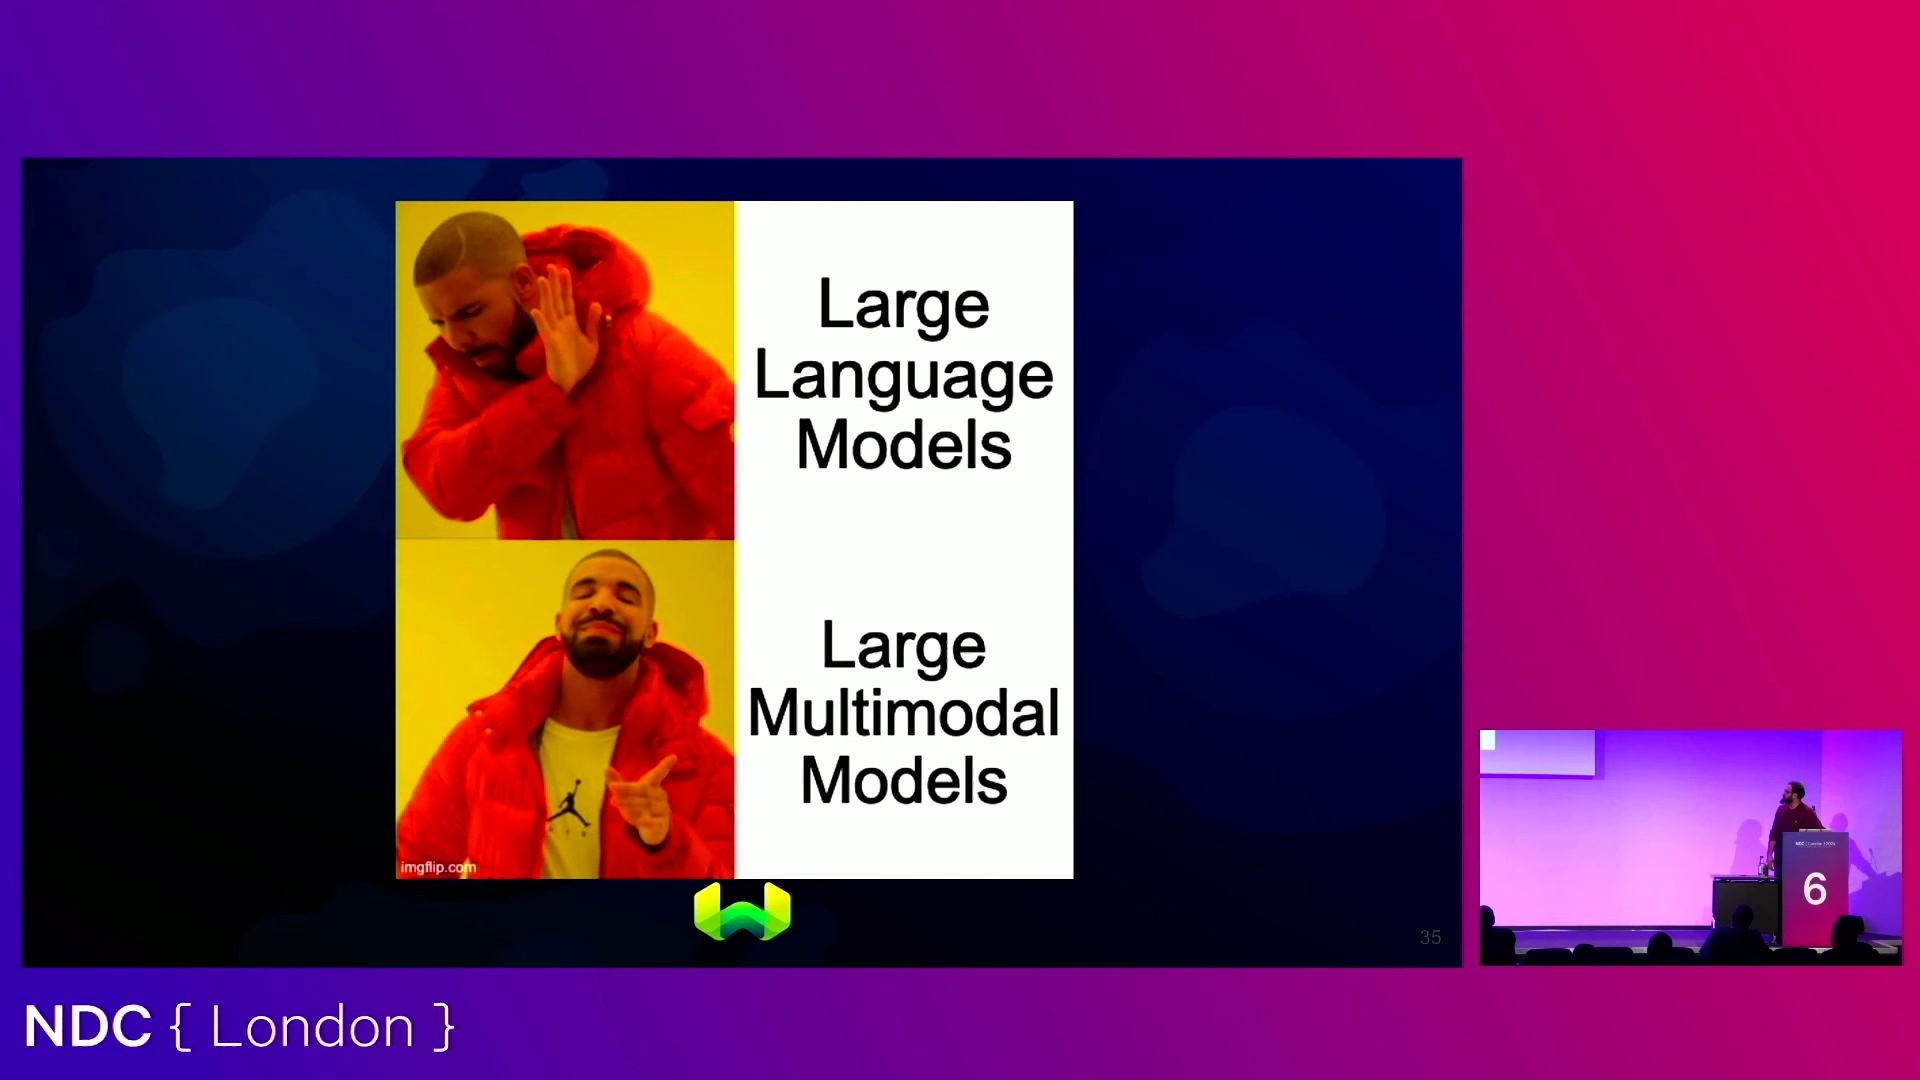 Large
Language
Models
Large
Multimodal
Models
imgflip.com
35
6
NDC { London }